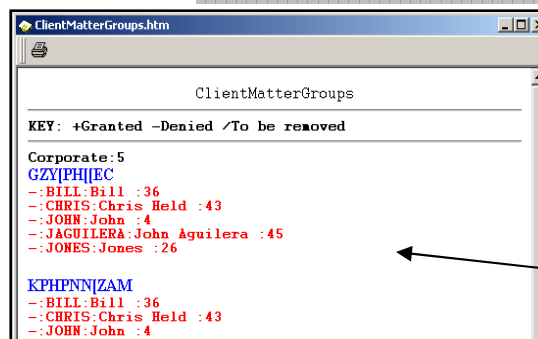 ClientMatterGroups.htm
ClientMatterGroups
KEY: +Granted -Denied /To be removed
Corporate:5
GZY[PH[[EC
-:BILL:Bill :36
-:CHRIS:Chris Held :43
-:JOHN:John :4
-:JAGUILERA:John Aguilera :45
-:JONES:Jones :26
KPHPNN[ZAM
-:BILL:Bill :36
-:CHRIS:Chris Held :43
-:JOHN:John :4